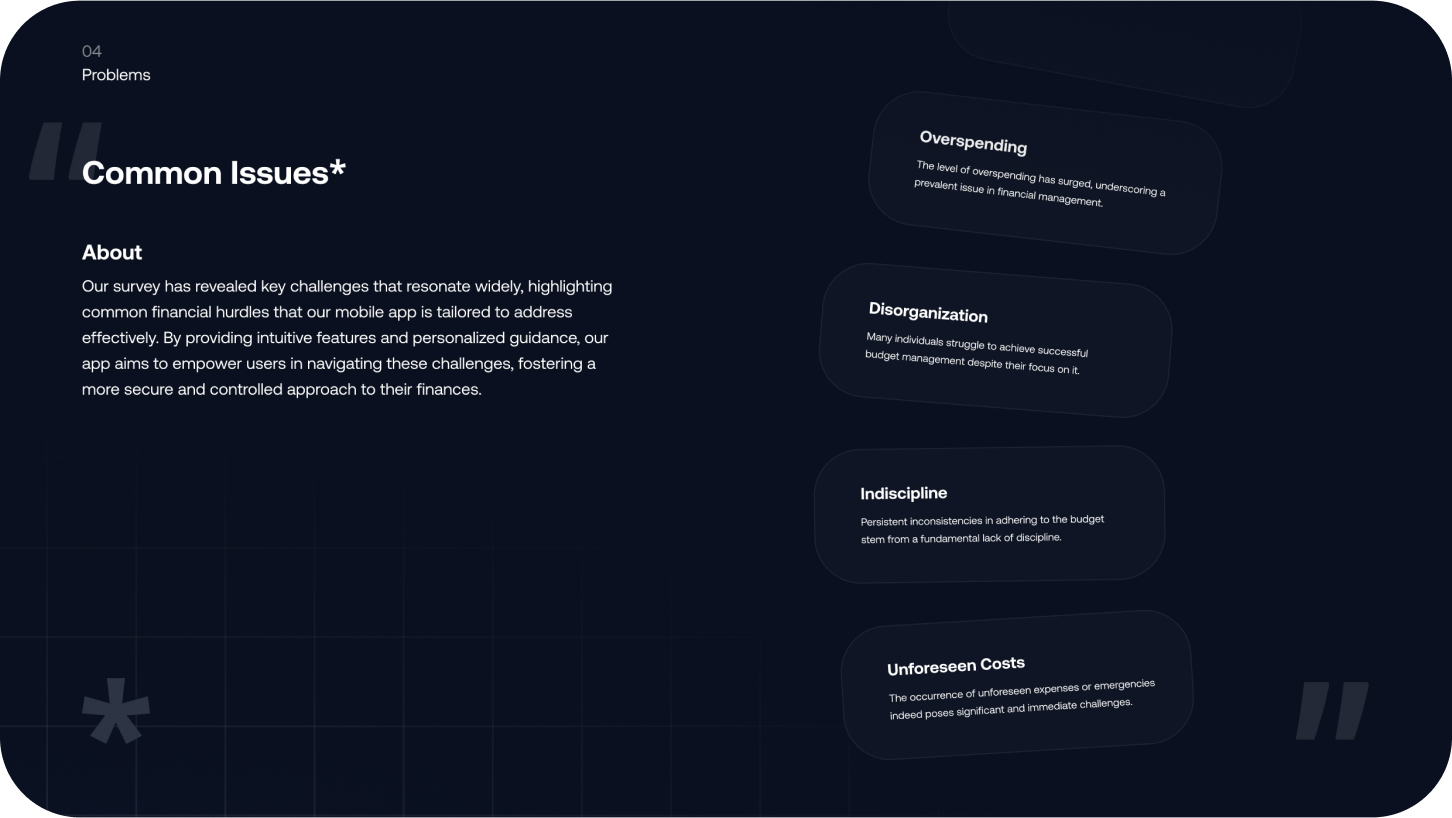 04
Problems
"
Common Issues*
About
Our survey has revealed key challenges that resonate widely, highlighting
common financial hurdles that our mobile app is tailored to address
effectively. By providing intuitive features and personalized guidance, our
app aims to empower users in navigating these challenges, fostering a
more secure and controlled approach to their finances.
*
Overspending
The level of overspending has surged, underscoring a
prevalent issue in financial management.
Disorganization
Many individuals struggle to achieve successful
budget management despite their focus on it.
Indiscipline
Persistent inconsistencies in adhering to the budget
stem from a fundamental lack of discipline.
Unforeseen Costs
The occurrence of unforeseen expenses or emergencies
indeed poses significant and immediate challenges.
"